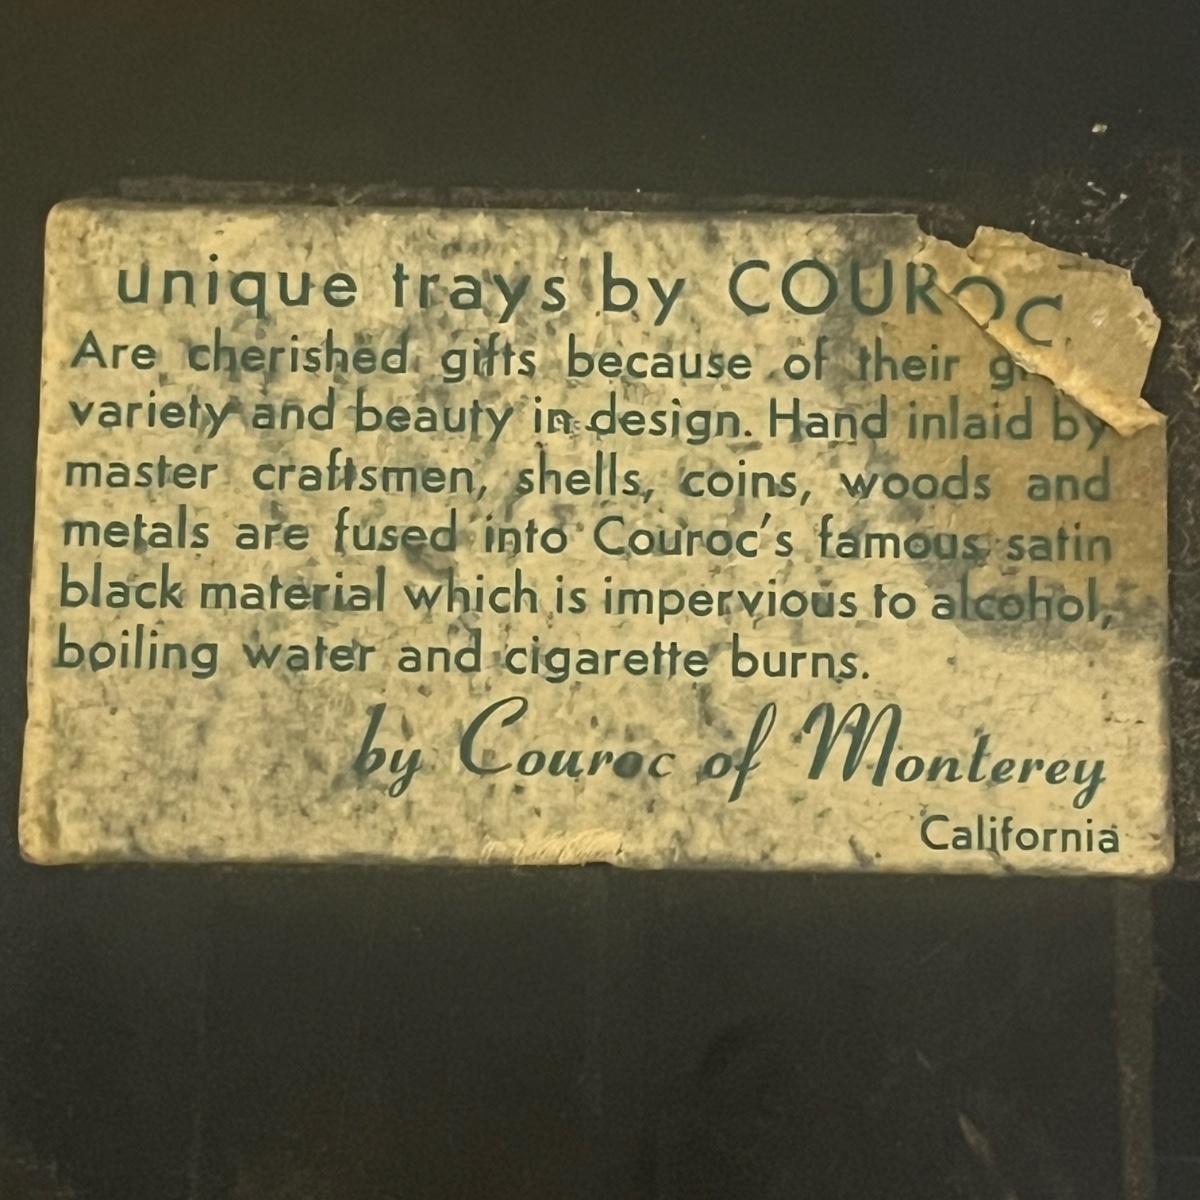 unique trays by COUROC
Are cherished gifts because of their
variety and beauty in design. Hand inlaid by
master craftsmen, shells, coins, woods and
metals are fused into Couroc's famous satin
black material which is impervious to alcohol,
boiling water and cigarette burns.
by Couroc of Monterey
California